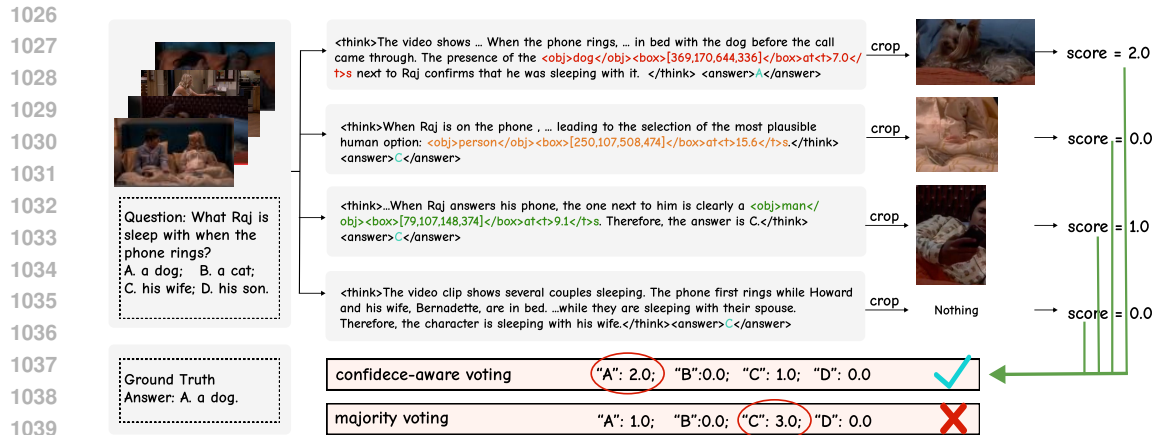 1026
1027
1028
1029
1030
1031
1032
1033
1034
1035
1036
1037
1038
1039
Question: What Raj is
sleep with when the
phone rings?
A. a dog; B. a cat;
C. his wife; D. his son.
Ground Truth
Answer: A. a dog.
<think>The video shows ... When the phone rings, ... in bed with the dog before the call
came through. The presence of the <obj>dog</obj><box>[369,170,644,336]</box>at<t>7.0</
t>s next to Raj confirms that he was sleeping with it. </think> <answer>A</answer>
crop
score = 2.0
<think>When Raj is on the phone , ... leading to the selection of the most plausible
human option: <obj>person</obj><box>[250,107,508,474]</box>at<t>15.6</t>s.</think>
<answer>C</answer>
crop
score = 0.0
<think>...When Raj answers his phone, the one next to him is clearly a <obj>man</
obj><box>[79,107,148,374]</box>at<t>9.1</t>s. Therefore, the answer is C.</think>
<answer>C</answer>
crop
score = 1.0
<think>The video clip shows several couples sleeping. The phone first rings while Howard
and his wife, Bernadette, are in bed. ...while they are sleeping with their spouse.
Therefore, the character is sleeping with his wife.</think><answer>C</answer>
crop
Nothing
score = 0.0
confidece-aware voting "A": 2.0; "B":0.0; "C": 1.0; "D": 0.0
majority voting "A": 1.0; "B":0.0; "C": 3.0; "D": 0.0